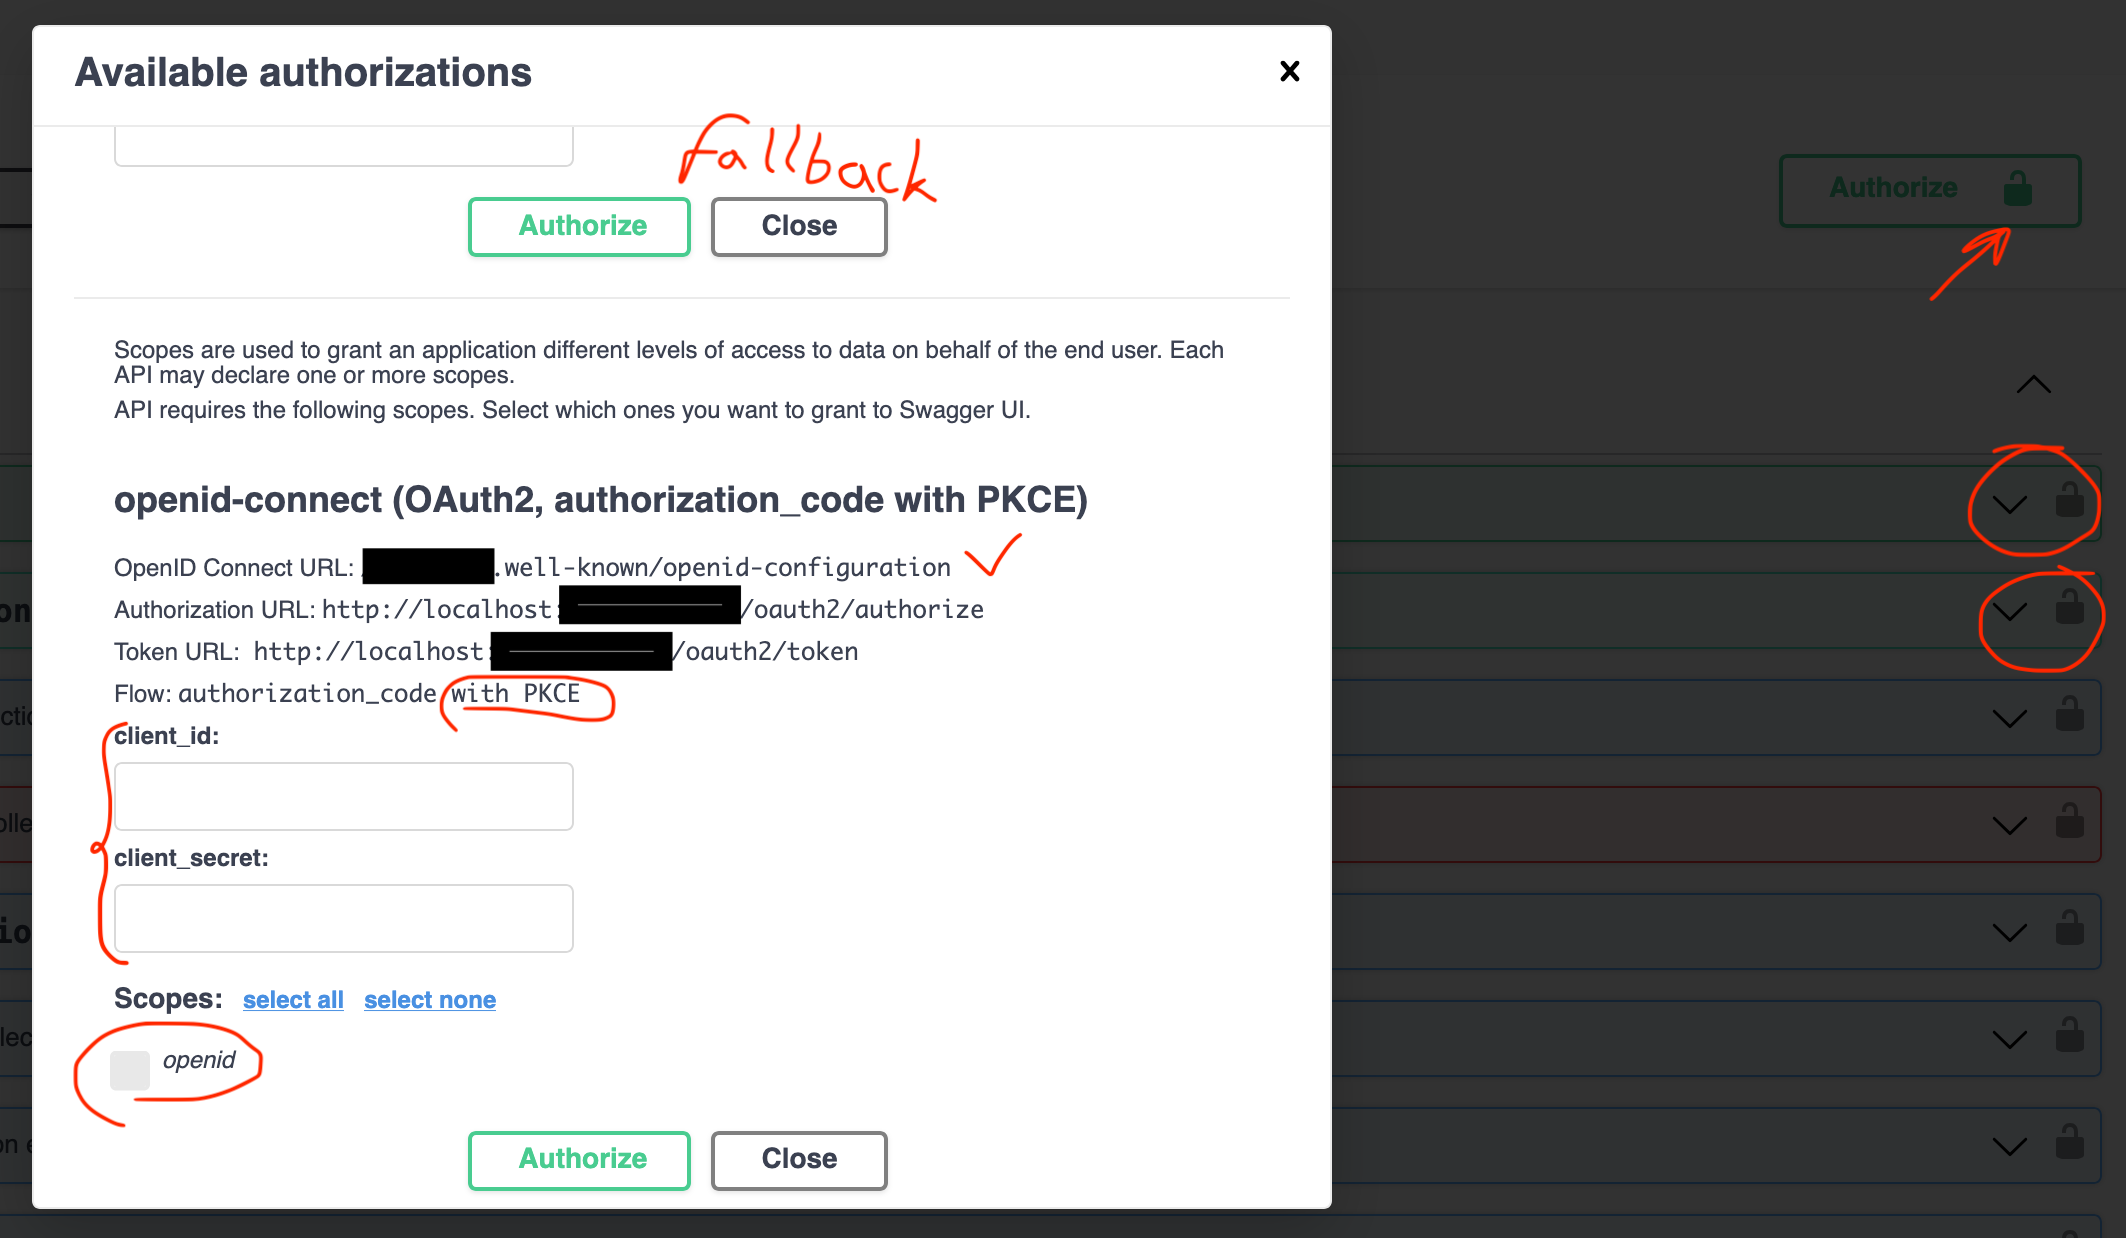 Available authorizations
fallback
Authorize
Close
Authorize
Scopes are used to grant an application different levels of access to data on behalf of the end user. Each
API may declare one or more scopes.
API requires the following scopes. Select which ones you want to grant to Swagger UI.
openid-connect (OAuth2, authorization_code with PKCE)
OpenID Connect URL: .well-known/openid-configuration
Authorization URL: http://localhost: /oauth2/authorize
Token URL: http://localhost: /oauth2/token
Flow: authorization_code with PKCE
client_id:
client_secret:
Scopes: select all select none
openid
Authorize
Close